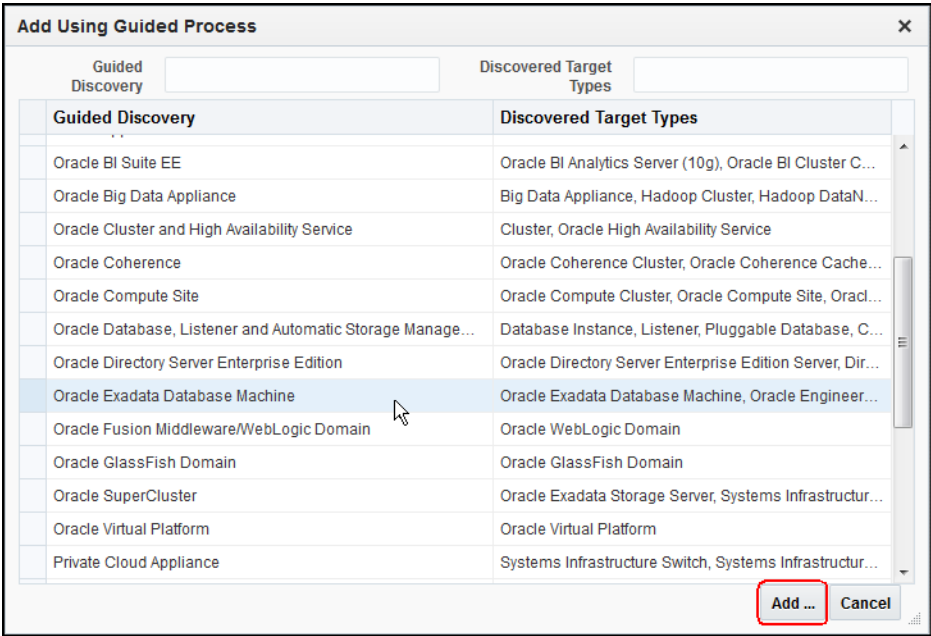 Add Using Guided Process
Guided
Discovery
Discovered Target
Types
Guided Discovery Discovered Target Types
Oracle BI Suite EE Oracle BI Analytics Server (10g), Oracle BI Cluster C...
Oracle Big Data Appliance Big Data Appliance, Hadoop Cluster, Hadoop DataN...
Oracle Cluster and High Availability Service Cluster, Oracle High Availability Service
Oracle Coherence Oracle Coherence Cluster, Oracle Coherence Cache...
Oracle Compute Site Oracle Compute Cluster, Oracle Compute Site, Oracl...
Oracle Database, Listener and Automatic Storage Manage... Database Instance, Listener, Pluggable Database, C...
Oracle Directory Server Enterprise Edition Oracle Directory Server Enterprise Edition Server, Dir...
Oracle Exadata Database Machine Oracle Exadata Database Machine, Oracle Engineer...
Oracle Fusion Middleware/WebLogic Domain Oracle WebLogic Domain
Oracle GlassFish Domain Oracle GlassFish Domain
Oracle SuperCluster Oracle Exadata Storage Server, Systems Infrastructur...
Oracle Virtual Platform Oracle Virtual Platform
Private Cloud Appliance Systems Infrastructure Switch, Systems Infrastructur...
Add ... Cancel